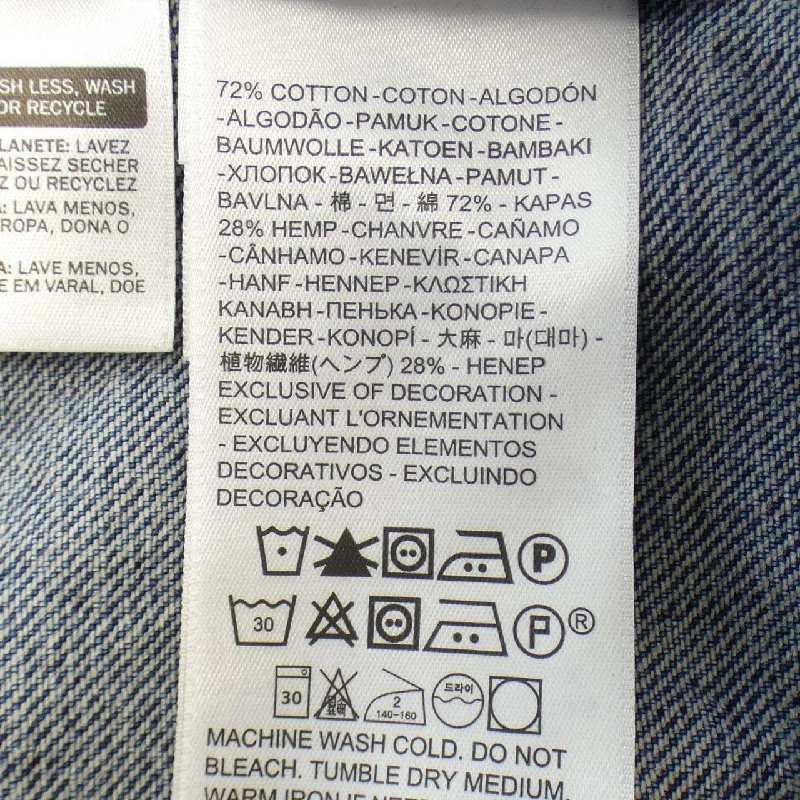 SH LESS, WASH
OR RECYCLE
LANETE: LAVEZ
AISSEZ SECHER
Z OU RECYCLEZ
A: LAVA MENOS,
ROPA, DONA O
A: LAVE MENOS,
E EM VARAL, DOE
72% COTTON-COTON-ALGODÓN
-ALGODÃO-PAMUK-COTONE-
BAUMWOLLE-KATOEN-BAMBAKI
-ХЛОПОК-BAWEŁNA-PAMUT-
BAVLNA - 棉 - 면 - 綿 72% - KAPAS
28% HEMP-CHANVRE-CAÑAMO
-CÂNHAMO-KENEVİR-CANAPA
-HANF-HENNEP-ΚΛΩΣΤΙΚΗ
ΚΑΝΑΒΗ-ПЕНЬКА-KONOPIE-
KENDER-KONOPÍ - 大麻 - 마(대마) -
植物繊維(ヘンプ) 28% - HENEP
EXCLUSIVE OF DECORATION -
EXCLUANT L'ORNEMENTATION
- EXCLUYENDO ELEMENTOS
DECORATIVOS - EXCLUINDO
DECORAÇÃO
P
30 P ®
30 2 140~160 드라이
MACHINE WASH COLD. DO NOT
BLEACH. TUMBLE DRY MEDIUM.
WARM IRON IF